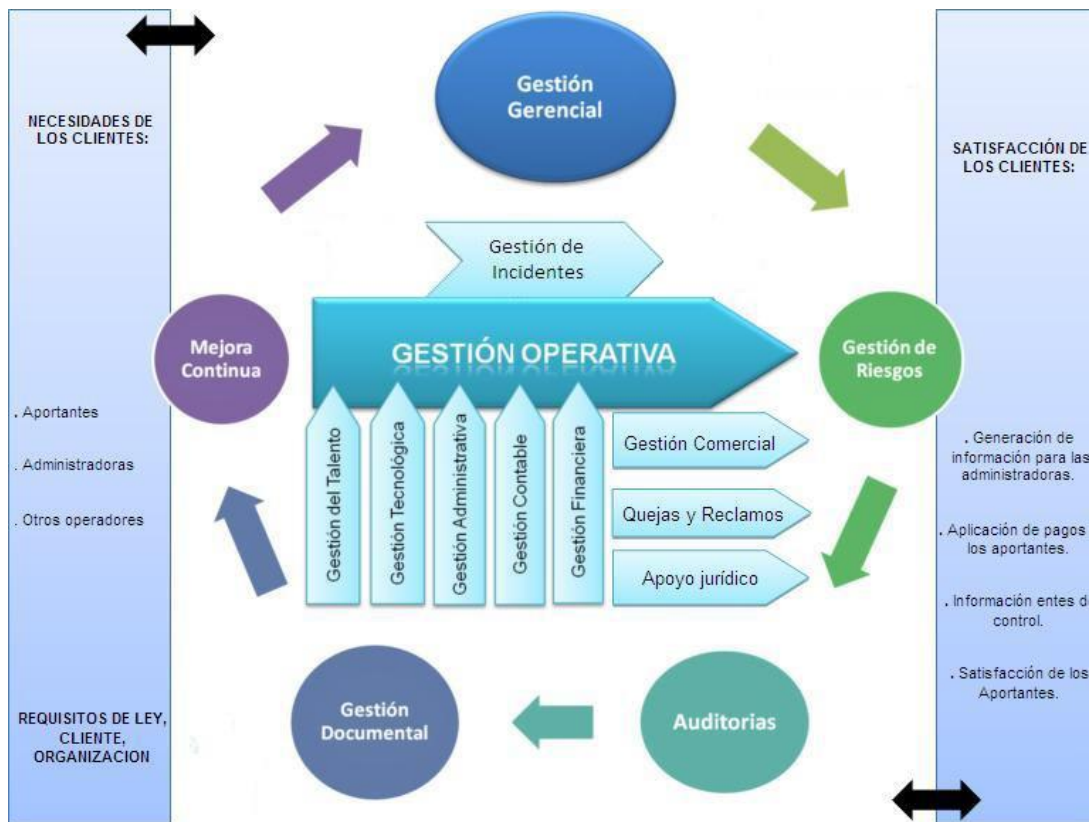 NECESIDADES DE
LOS CLIENTES:
. Aportantes
. Administradoras
. Otros operadores
REQUISITOS DE LEY,
CLIENTE,
ORGANIZACION
Gestión
Gerencial
Gestión de
Incidentes
Mejora
Continua
GESTIÓN OPERATIVA
Gestión de
Riesgos
Gestión del Talento
Gestión Tecnológica
Gestión Administrativa
Gestión Contable
Gestión Financiera
Gestión Comercial
Quejas y Reclamos
Apoyo jurídico
Gestión
Documental
Auditorias
SATISFACCIÓN DE
LOS CLIENTES:
. Generación de
información para las
administradoras.
. Aplicación de pagos
los aportantes.
. Información entes d
control.
. Satisfacción de los
Aportantes.